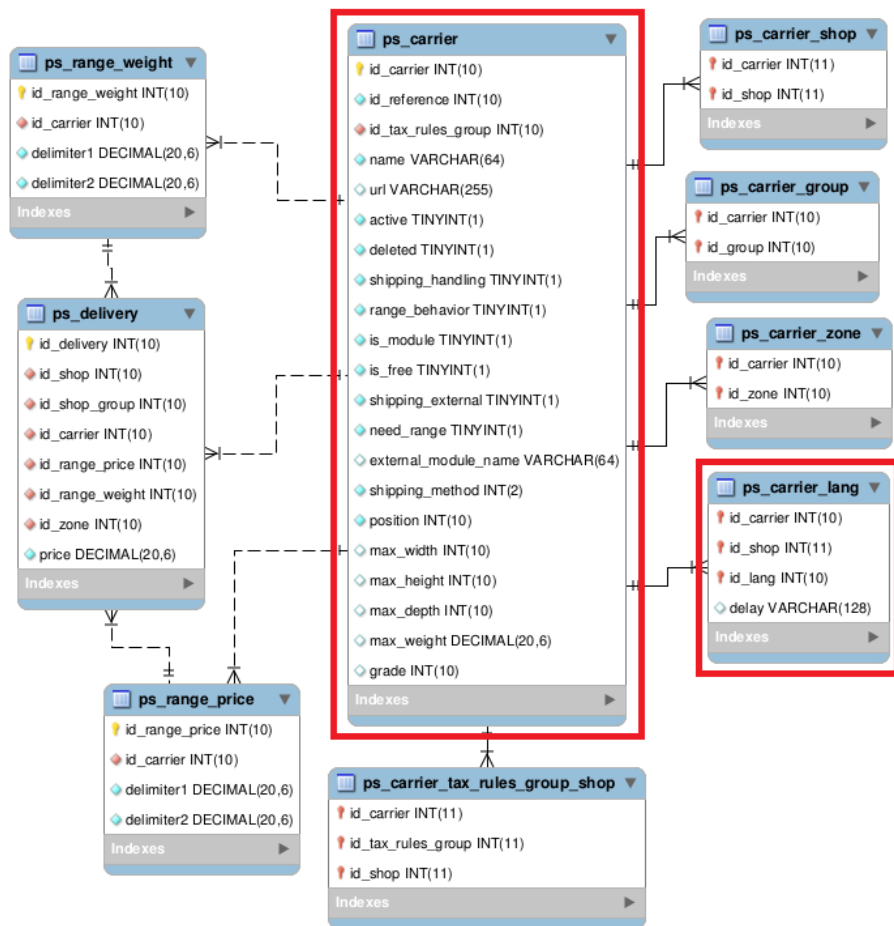 ps_range_weight
id_range_weight INT(10)
id_carrier INT(10)
delimiter1 DECIMAL(20,6)
delimiter2 DECIMAL(20,6)
Indexes
ps_delivery
id_delivery INT(10)
id_shop INT(10)
id_shop_group INT(10)
id_carrier INT(10)
id_range_price INT(10)
id_range_weight INT(10)
id_zone INT(10)
price DECIMAL(20,6)
Indexes
ps_range_price
id_range_price INT(10)
id_carrier INT(10)
delimiter1 DECIMAL(20,6)
delimiter2 DECIMAL(20,6)
Indexes
ps_carrier
id_carrier INT(10)
id_reference INT(10)
id_tax_rules_group INT(10)
name VARCHAR(64)
url VARCHAR(255)
active TINYINT(1)
deleted TINYINT(1)
shipping_handling TINYINT(1)
range_behavior TINYINT(1)
is_module TINYINT(1)
is_free TINYINT(1)
shipping_external TINYINT(1)
need_range TINYINT(1)
external_module_name VARCHAR(64)
shipping_method INT(2)
position INT(10)
max_width INT(10)
max_height INT(10)
max_depth INT(10)
max_weight DECIMAL(20,6)
grade INT(10)
Indexes
ps_carrier_tax_rules_group_shop
id_carrier INT(11)
id_tax_rules_group INT(11)
id_shop INT(11)
Indexes
ps_carrier_shop
id_carrier INT(11)
id_shop INT(11)
Indexes
ps_carrier_group
id_carrier INT(10)
id_group INT(10)
Indexes
ps_carrier_zone
id_carrier INT(10)
id_zone INT(10)
Indexes
ps_carrier_lang
id_carrier INT(10)
id_shop INT(11)
id_lang INT(10)
delay VARCHAR(128)
Indexes